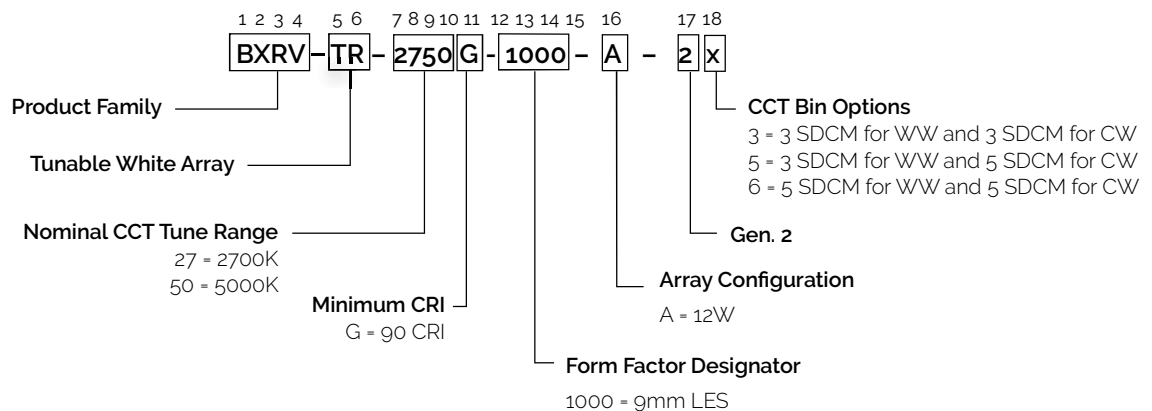 1 2 3 4 5 6 7 8 9 10 11 12 13 14 15 16 17 18
BXRV–TR – 2750G - 1000 – A – 2x
Product Family
Tunable White Array
Nominal CCT Tune Range
27 = 2700K
50 = 5000K
Minimum CRI
G = 90 CRI
CCT Bin Options
3 = 3 SDCM for WW and 3 SDCM for CW
5 = 3 SDCM for WW and 5 SDCM for CW
6 = 5 SDCM for WW and 5 SDCM for CW
Gen. 2
Array Configuration
A = 12W
Form Factor Designator
1000 = 9mm LES